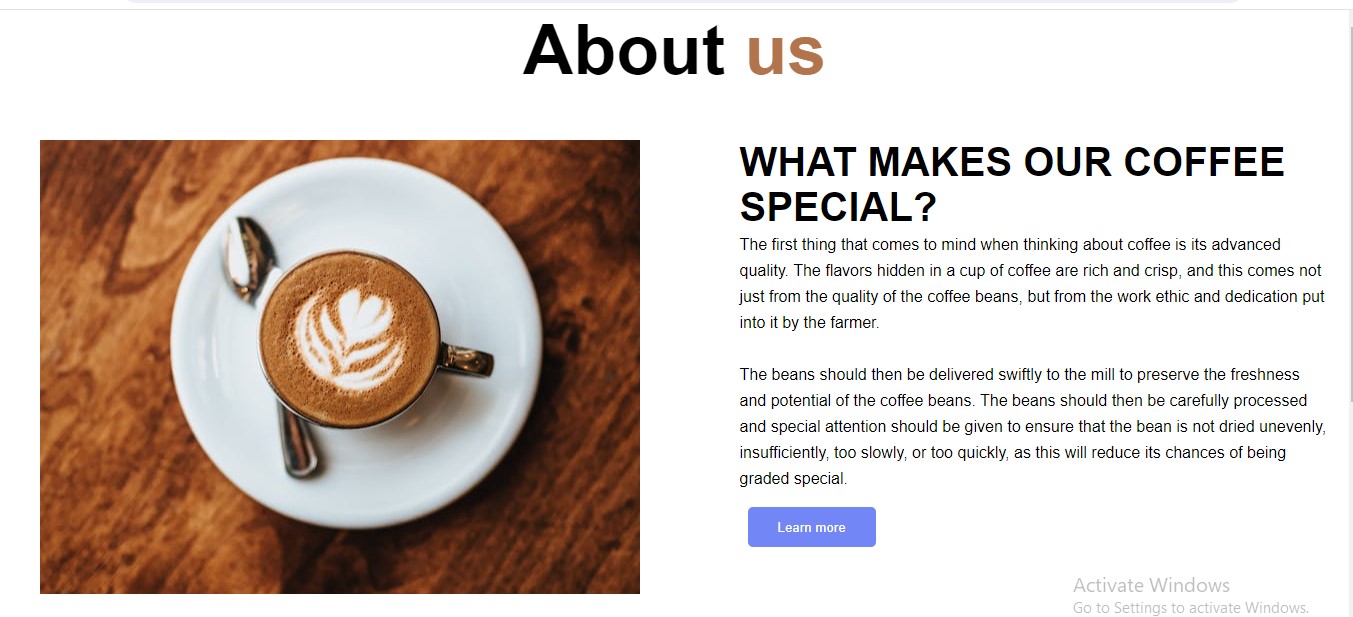 About us
WHAT MAKES OUR COFFEE
SPECIAL?
The first thing that comes to mind when thinking about coffee is its advanced
quality. The flavors hidden in a cup of coffee are rich and crisp, and this comes not
just from the quality of the coffee beans, but from the work ethic and dedication put
into it by the farmer.
The beans should then be delivered swiftly to the mill to preserve the freshness
and potential of the coffee beans. The beans should then be carefully processed
and special attention should be given to ensure that the bean is not dried unevenly,
insufficiently, too slowly, or too quickly, as this will reduce its chances of being
graded special.
Learn more
Activate Windows
Go to Settings to activate Windows.